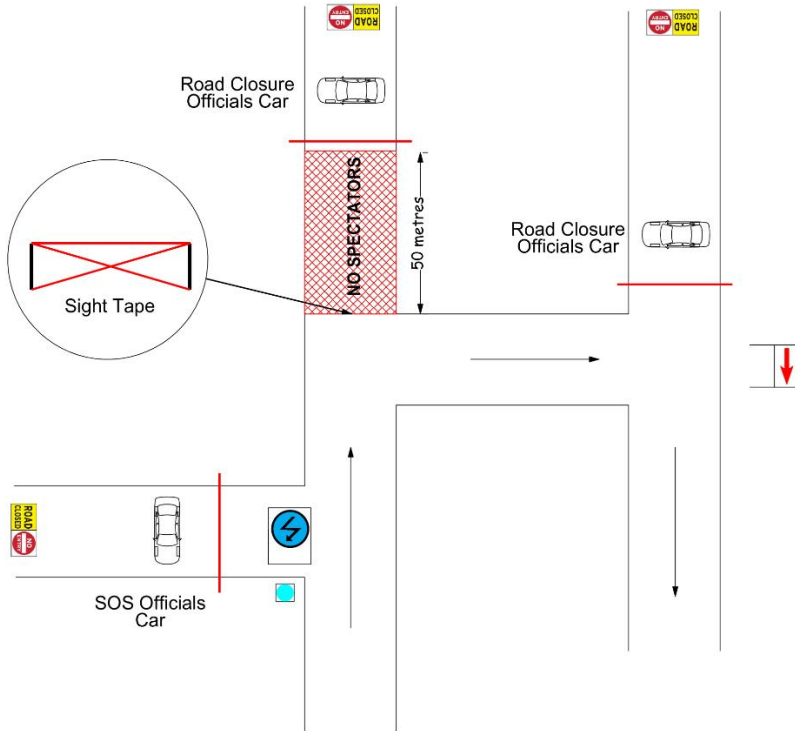 NO
ENTRY
ROAD
CLOSED
NO
ENTRY
ROAD
CLOSED
Road Closure
Officials Car
NO SPECTATORS
50 metres
Road Closure
Officials Car
Sight Tape
ROAD
CLOSED
NO
ENTRY
SOS Officials
Car